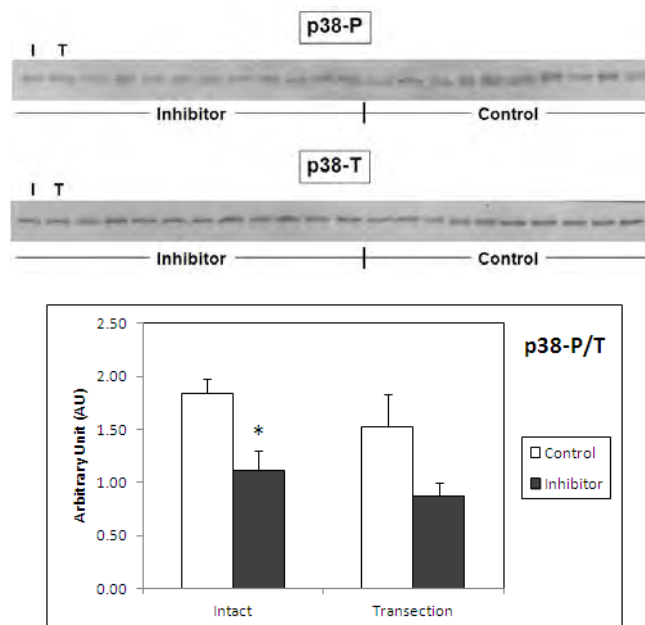 p38-P
I T
Inhibitor Control
p38-T
I T
Inhibitor Control
p38-P/T
2.50
2.00
1.50
1.00
0.50
0.00
Arbitrary Unit (AU)
*
Intact Transection
Control
Inhibitor